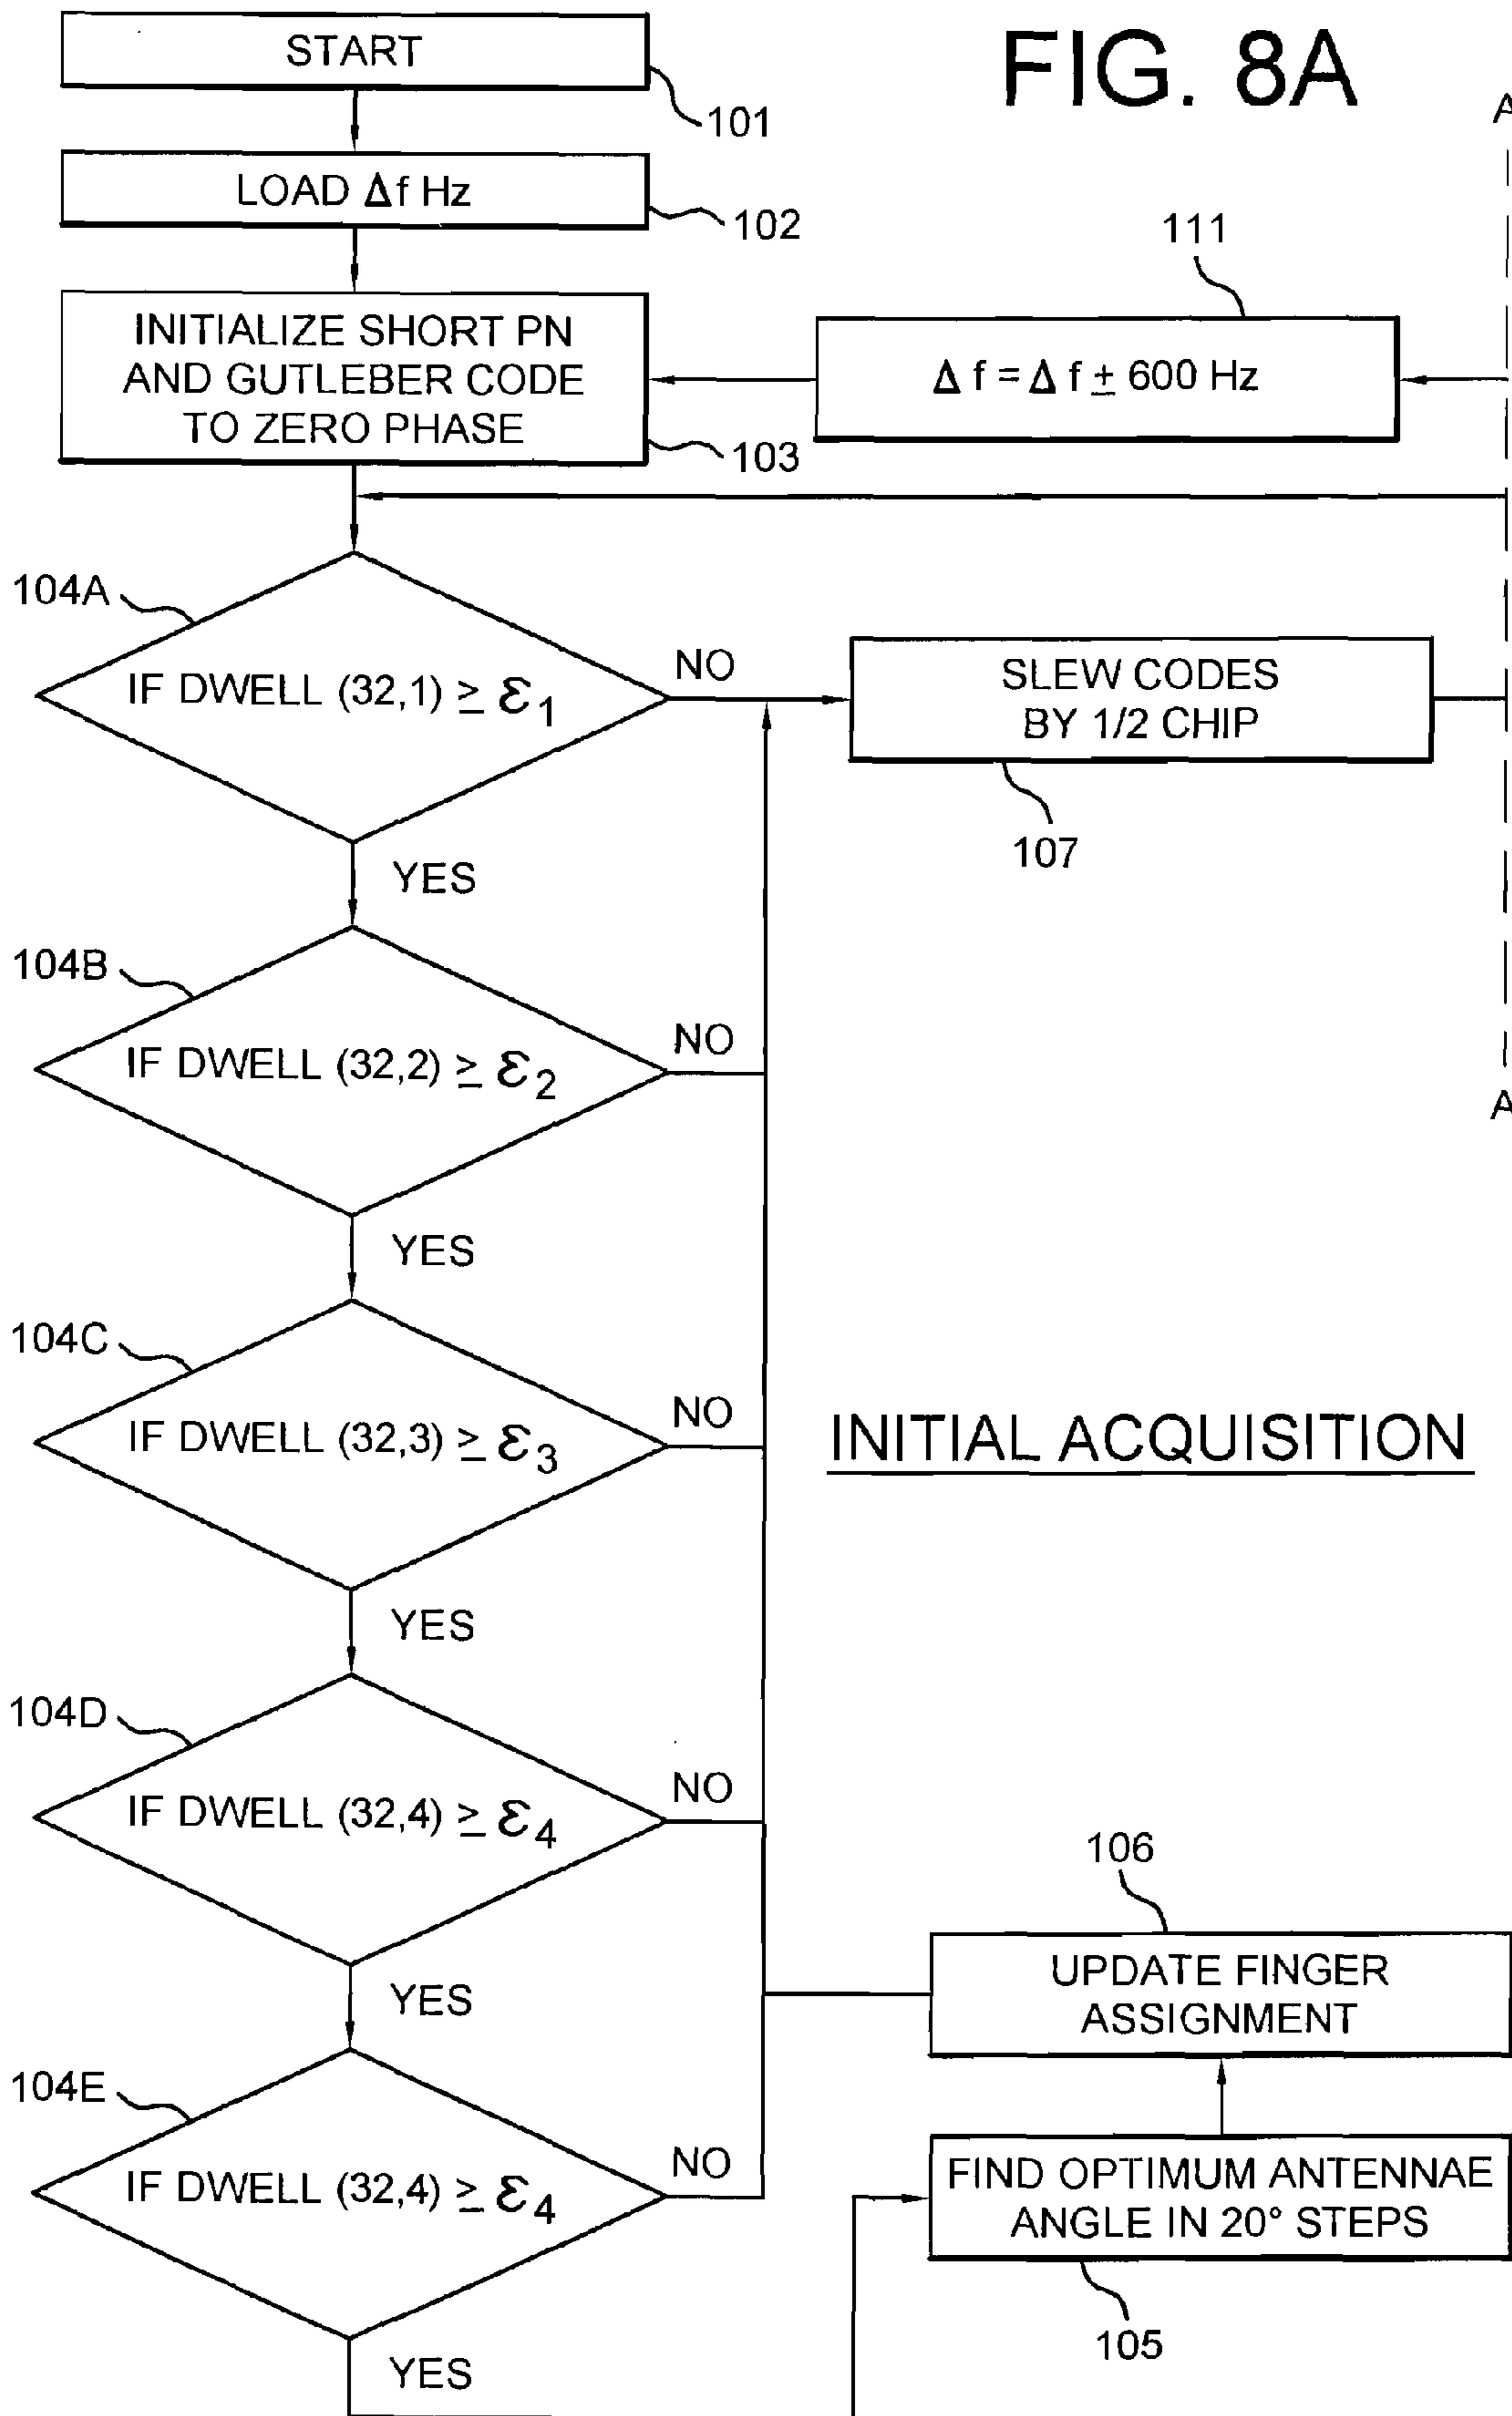 FIG. 8A
START
101
LOAD Δf Hz
102
INITIALIZE SHORT PN
AND GUTLEBER CODE
TO ZERO PHASE
103
111
Δ f = Δ f ± 600 Hz
A
104A
IF DWELL (32,1) ≥ ε1
NO
YES
SLEW CODES
BY 1/2 CHIP
107
104B
IF DWELL (32,2) ≥ ε2
NO
YES
A
104C
IF DWELL (32,3) ≥ ε3
NO
YES
INITIAL ACQUISITION
104D
IF DWELL (32,4) ≥ ε4
NO
YES
106
UPDATE FINGER
ASSIGNMENT
104E
IF DWELL (32,4) ≥ ε4
NO
YES
FIND OPTIMUM ANTENNAE
ANGLE IN 20° STEPS
105